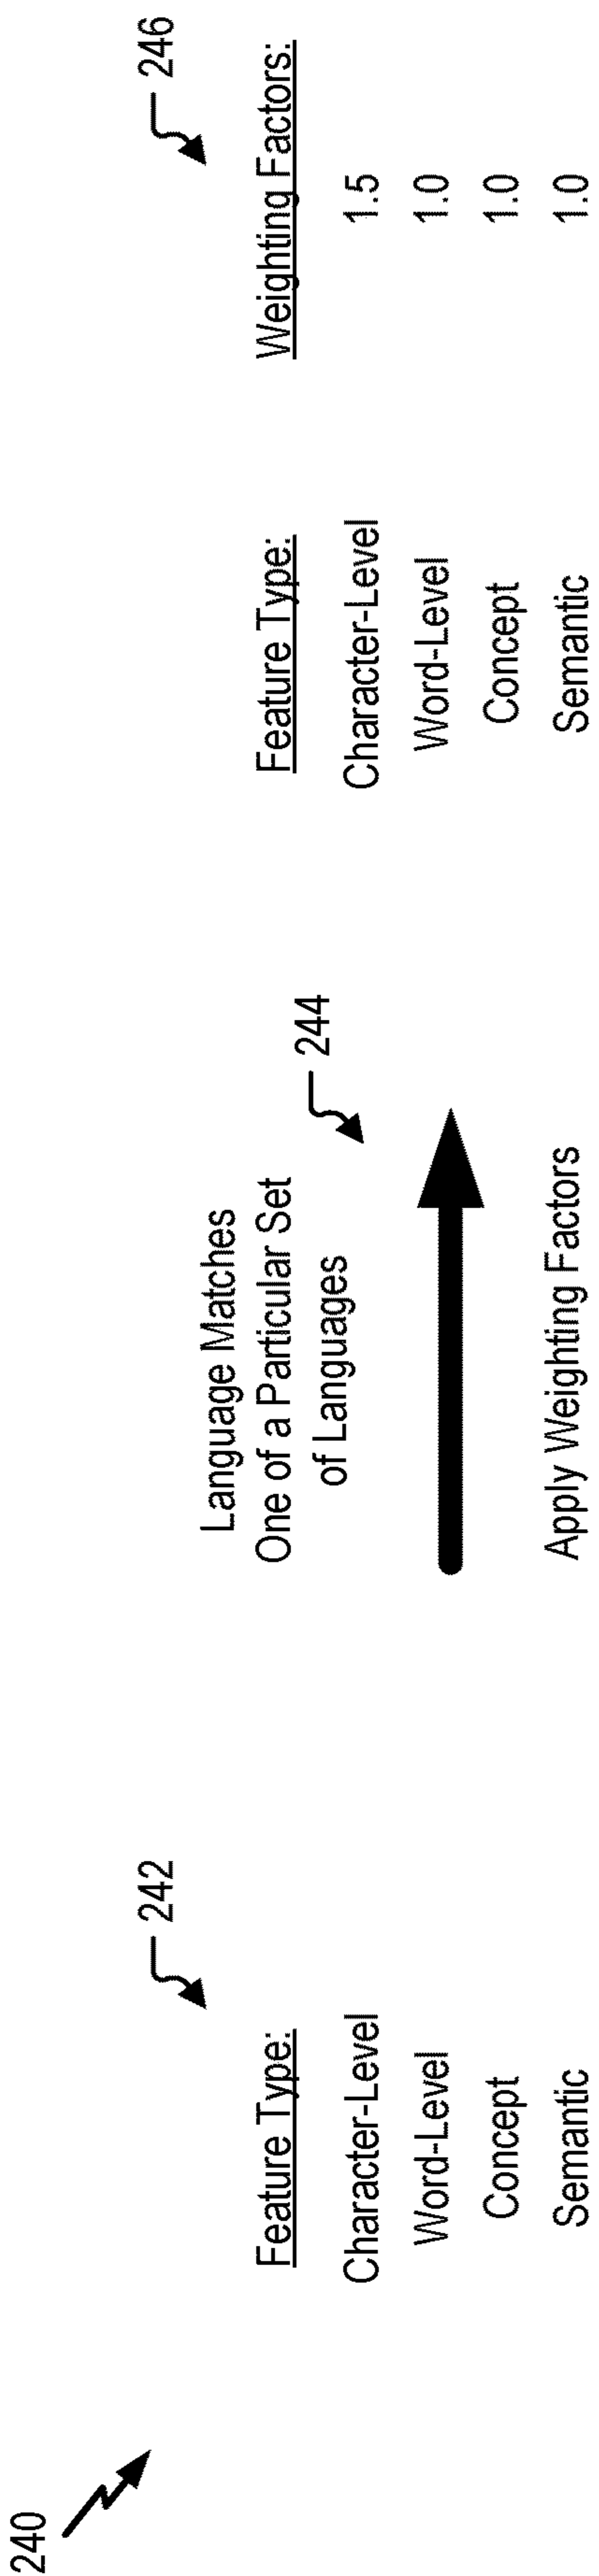 240
242
Feature Type:
Character-Level
Word-Level
Concept
Semantic
Language Matches
One of a Particular Set
of Languages
244
Apply Weighting Factors
246
Feature Type: Weighting Factors:
Character-Level 1.5
Word-Level 1.0
Concept 1.0
Semantic 1.0